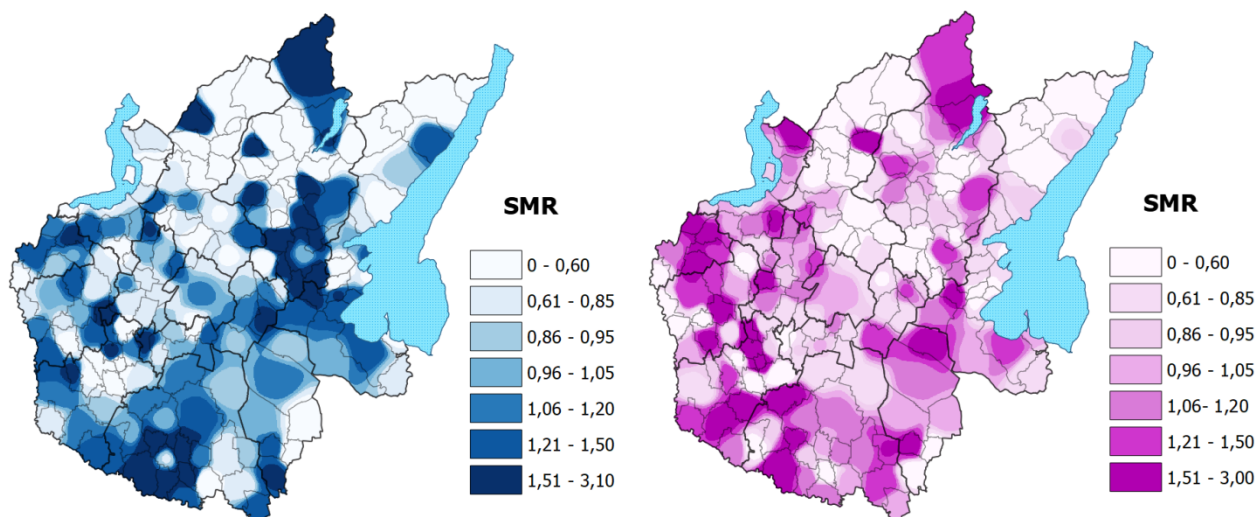 SMR
0 - 0,60
0,61 - 0,85
0,86 - 0,95
0,96 - 1,05
1,06 - 1,20
1,21 - 1,50
1,51 - 3,10
SMR
0 - 0,60
0,61 - 0,85
0,86 - 0,95
0,96 - 1,05
1,06- 1,20
1,21 - 1,50
1,51 - 3,00